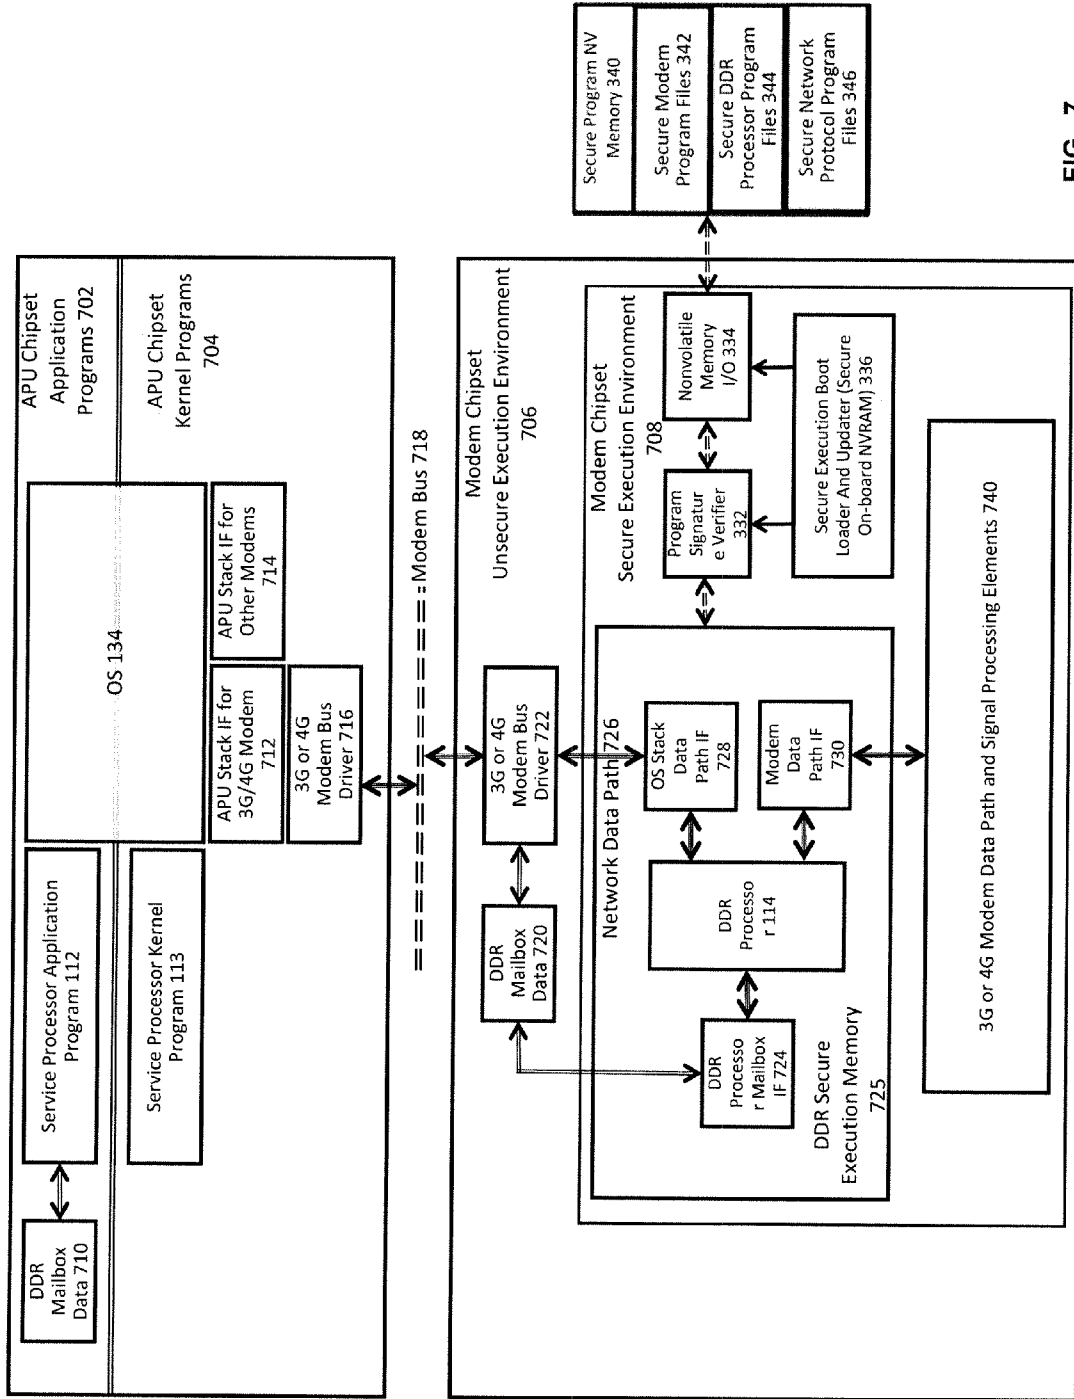 APU Chipset
Application
Programs 702
APU Chipset
Kernel Programs
704
DDR
Mailbox
Data 710
Service Processor Application
Program 112
Service Processor Kernel
Program 113
OS 134
APU Stack IF for
3G/4G Modem
712
APU Stack IF for
Other Modems
714
3G or 4G
Modem Bus
Driver 716
Modem Bus 718
Modem Chipset
Unsecure Execution Environment
706
DDR
Mailbox
Data 720
3G or 4G
Modem Bus
Driver 722
Modem Chipset
Secure Execution Environment
708
Network Data Path 726
DDR
Processo
r Mailbox
IF 724
DDR
Processo
r 114
OS Stack
Data
Path IF
728
Modem
Data
Path IF
730
DDR Secure
Execution Memory
725
Program
Signatur
e Verifier
332
Nonvolatile
Memory
I/O 334
Secure Execution Boot
Loader And Updater (Secure
On-board NVRAM) 336
3G or 4G Modem Data Path and Signal Processing Elements 740
Secure Program NV
Memory 340
Secure Modem
Program Files 342
Secure DDR
Processor Program
Files 344
Secure Network
Protocol Program
Files 346
FIG. 7